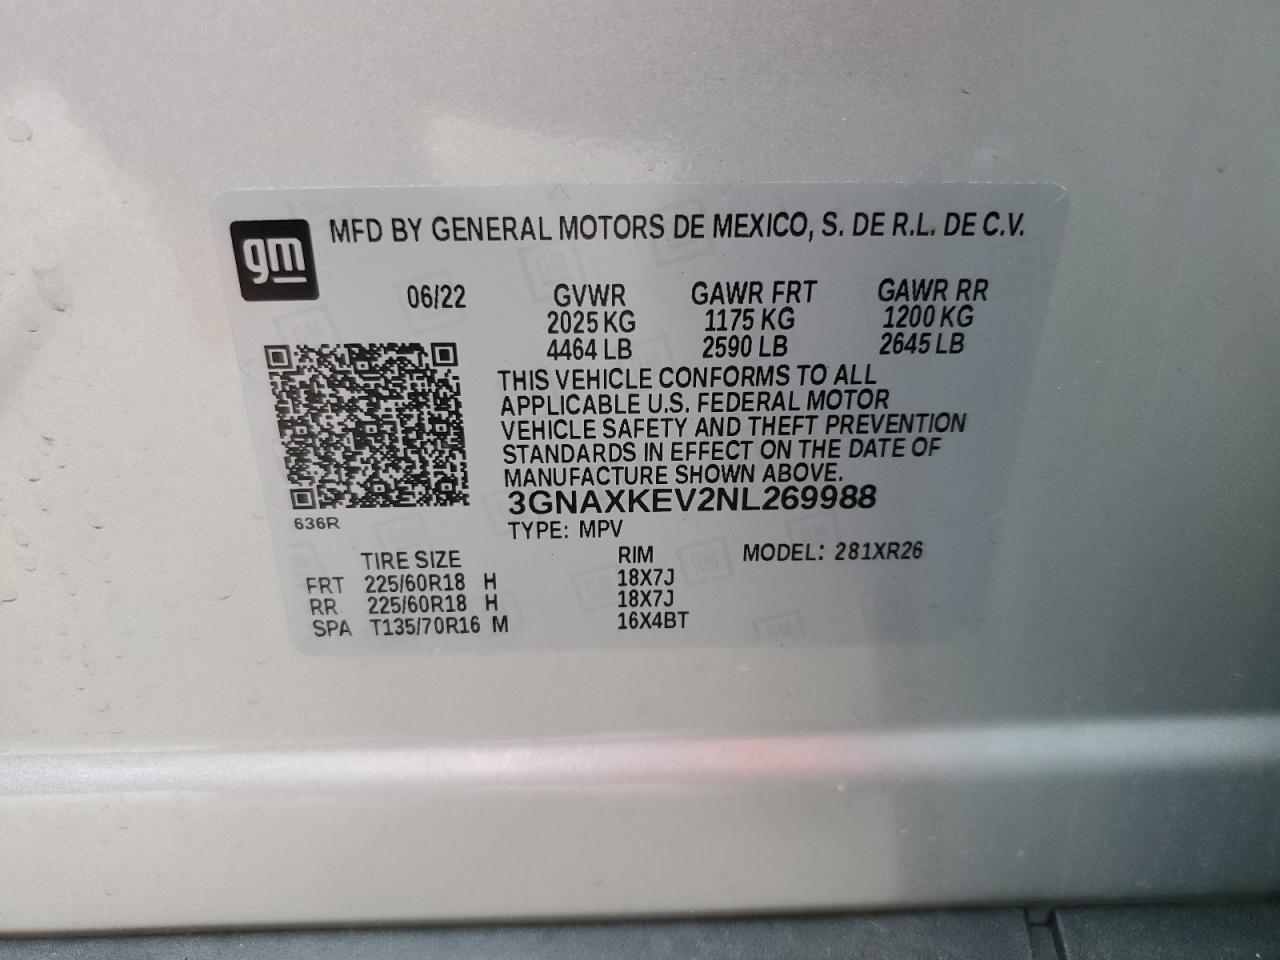 gm
MFD BY GENERAL MOTORS DE MEXICO, S. DE R.L. DE C.V.
06/22 GVWR GAWR FRT GAWR RR
2025 KG 1175 KG 1200 KG
4464 LB 2590 LB 2645 LB
THIS VEHICLE CONFORMS TO ALL
APPLICABLE U.S. FEDERAL MOTOR
VEHICLE SAFETY AND THEFT PREVENTION
STANDARDS IN EFFECT ON THE DATE OF
MANUFACTURE SHOWN ABOVE.
3GNAXKEV2NL269988
636R
TYPE: MPV
TIRE SIZE RIM MODEL: 281XR26
FRT 225/60R18 H 18X7J
RR 225/60R18 H 18X7J
SPA T135/70R16 M 16X4BT